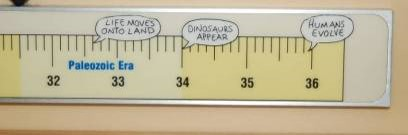 LIFE MOVES
ONTO LAND
DINOSAURS
APPEAR
HUMANS
EVOLVE
Paleozoic Era
32 33 34 35 36